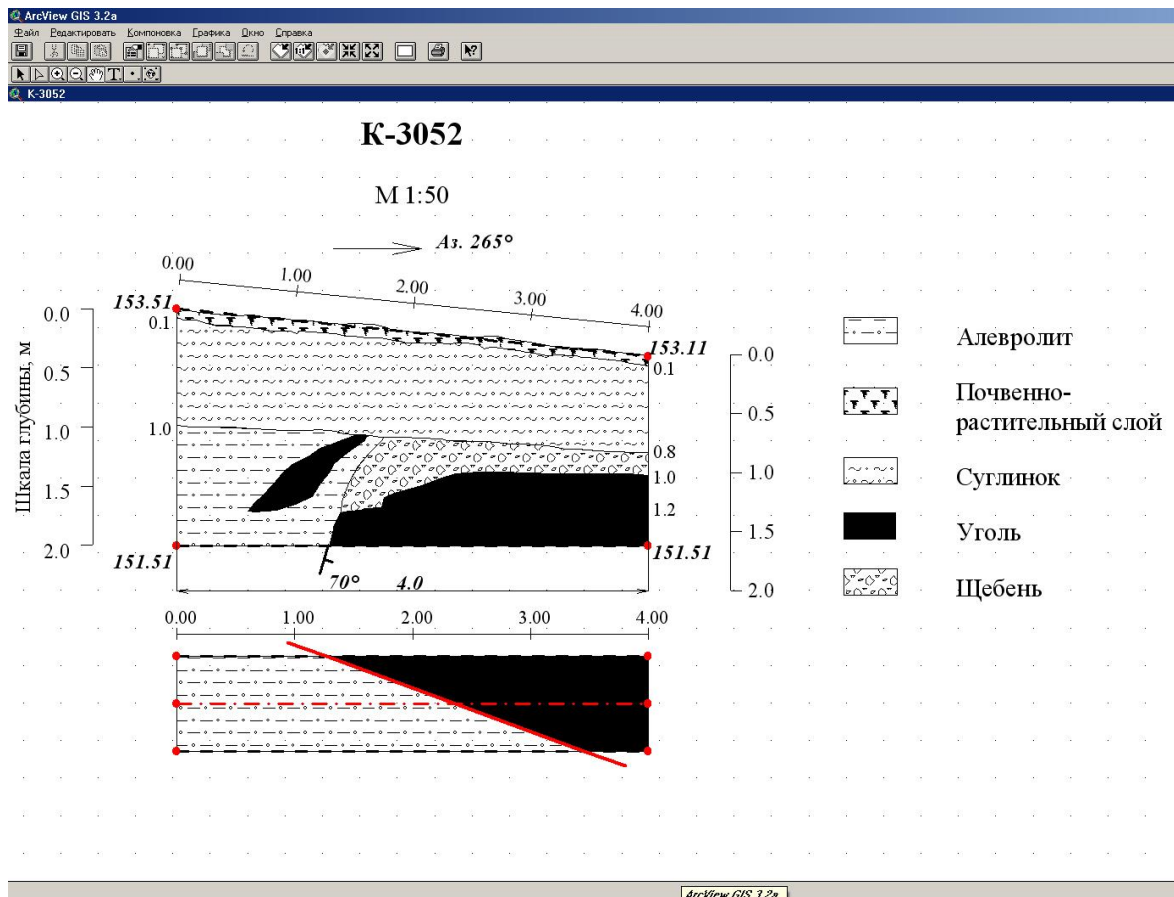 ArcView GIS 3.2a
Файл Редактировать Компоновка Графика Окно Справка
К-3052
К-3052
М 1:50
Аз. 265°
0.00 1.00 2.00 3.00 4.00
153.51
153.11
Шкала глубины, м
0.0
0.5
1.0
1.5
2.0
0.1
1.0
151.51
0.1
0.8
1.0
1.2
151.51
0.0
0.5
1.0
1.5
2.0
70° 4.0
0.00 1.00 2.00 3.00 4.00
Алевролит
Почвенно-
растительный слой
Суглинок
Уголь
Щебень
ArcView GIS 3.2a